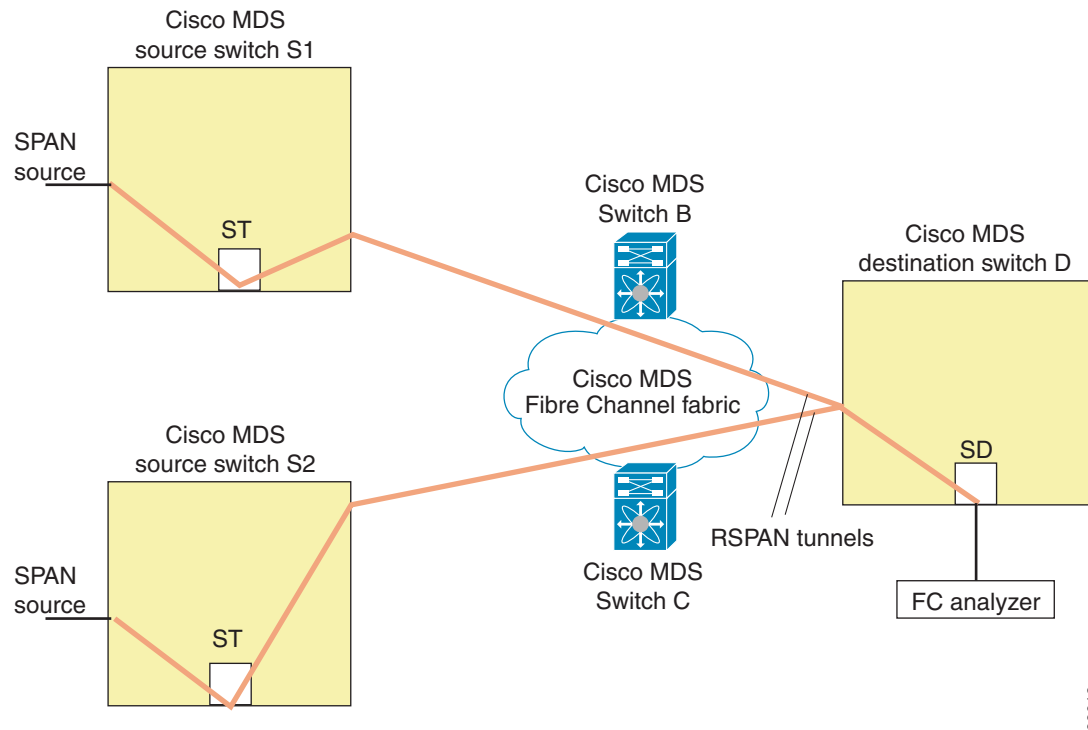 Cisco MDS
source switch S1
SPAN
source
ST
Cisco MDS
Switch B
Cisco MDS
destination switch D
Cisco MDS
Fibre Channel fabric
Cisco MDS
source switch S2
SD
RSPAN tunnels
Cisco MDS
Switch C
FC analyzer
SPAN
source
ST